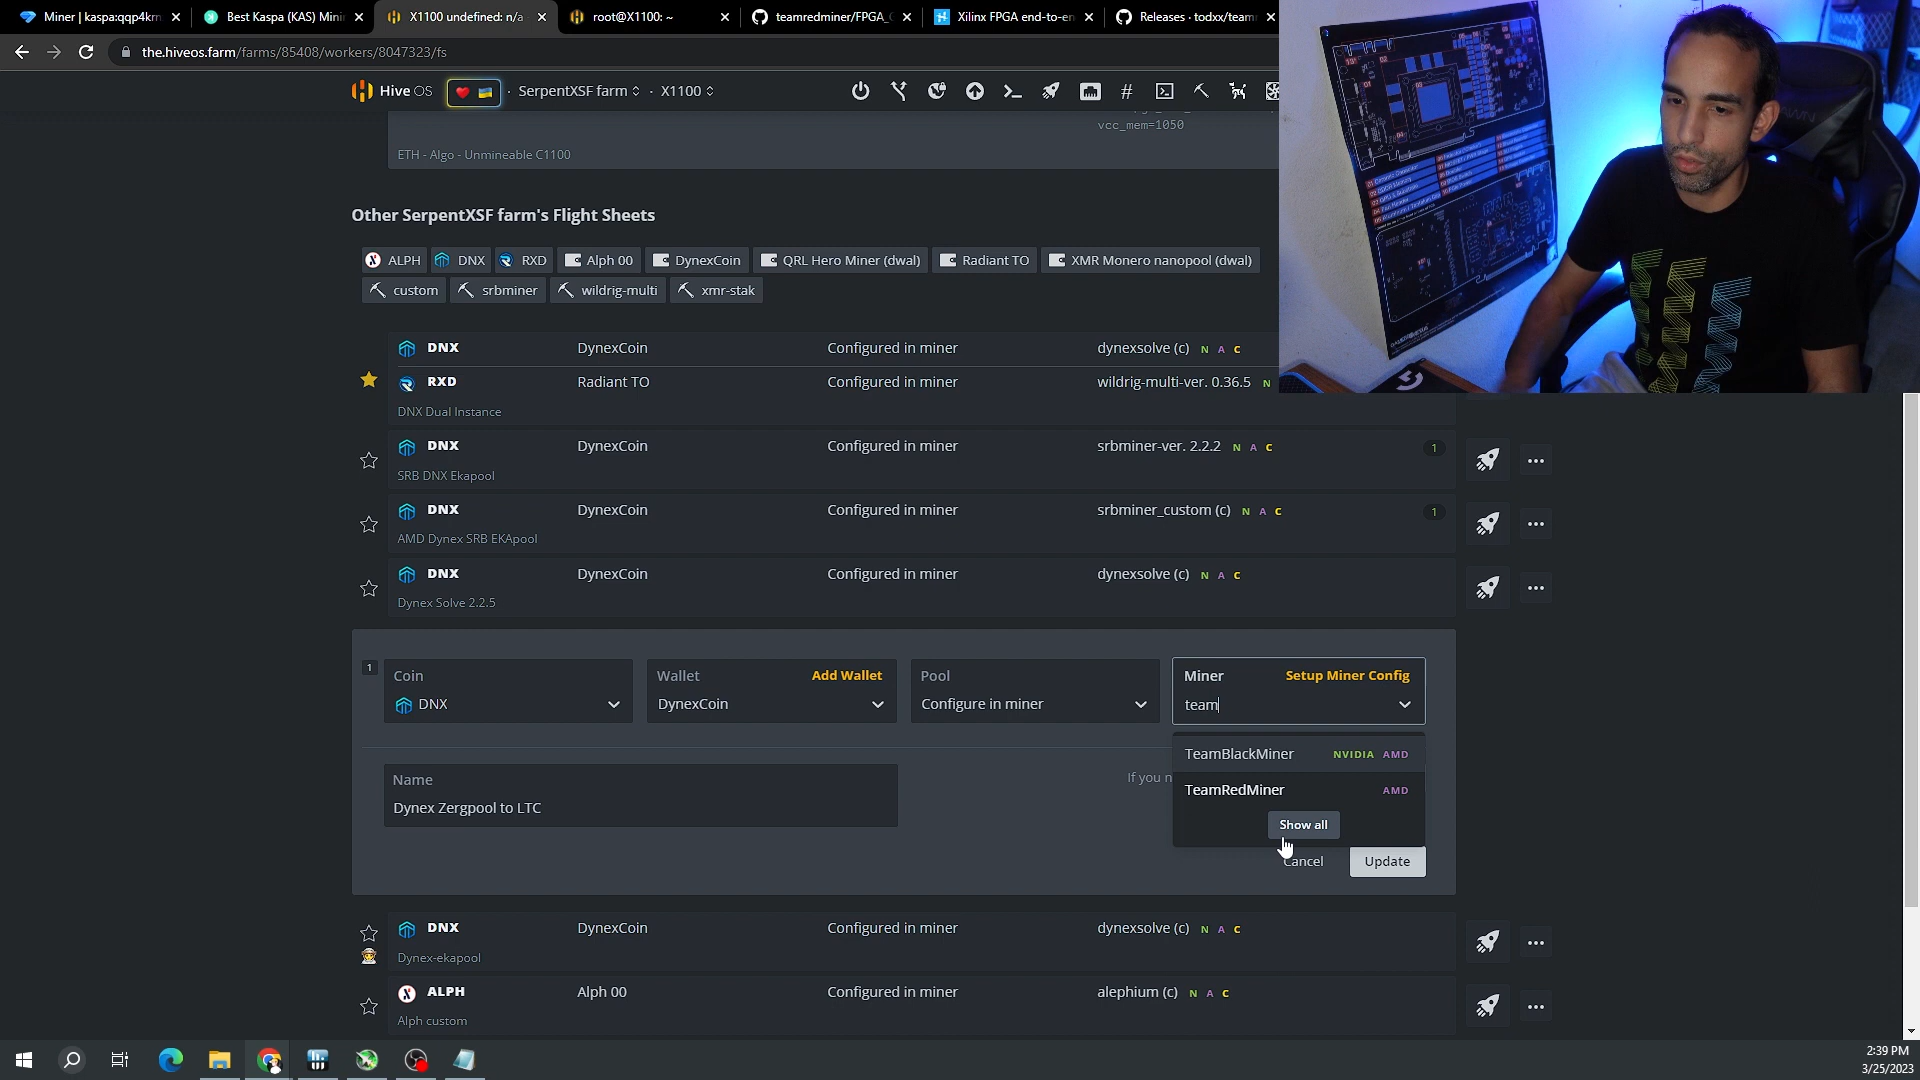 Miner | kaspa:qqp4krn
Best Kaspa (KAS) Mini
X1100 undefined: n/a
root@X1100: ~
teamredminer/FPGA_
Xilinx FPGA end-to-en
Releases · todxx/team
the.hiveos.farm/farms/85408/workers/8047323/fs
Hive OS
SerpentXSF farm
X1100
vcc_mem=1050
ETH - Algo - Unmineable C1100
Other SerpentXSF farm's Flight Sheets
ALPH DNX RXD Alph 00 DynexCoin QRL Hero Miner (dwal) Radiant TO XMR Monero nanopool (dwal)
custom srbminer wildrig-multi xmr-stak
DNX DynexCoin Configured in miner dynexsolve (c) N A C
RXD Radiant TO Configured in miner wildrig-multi-ver. 0.36.5 N
DNX Dual Instance
DNX DynexCoin Configured in miner srbminer-ver. 2.2.2 N A C 1
SRB DNX Ekapool
DNX DynexCoin Configured in miner srbminer_custom (c) N A C 1
AMD Dynex SRB EKApool
DNX DynexCoin Configured in miner dynexsolve (c) N A C
Dynex Solve 2.2.5
1 Coin Wallet Add Wallet Pool Miner Setup Miner Config
DNX DynexCoin Configure in miner team
TeamBlackMiner NVIDIA AMD
Name If you n
TeamRedMiner AMD
Dynex Zergpool to LTC
Show all
Cancel Update
DNX DynexCoin Configured in miner dynexsolve (c) N A C
Dynex-ekapool
ALPH Alph 00 Configured in miner alephium (c) N A C
Alph custom
2:39 PM
3/25/2023